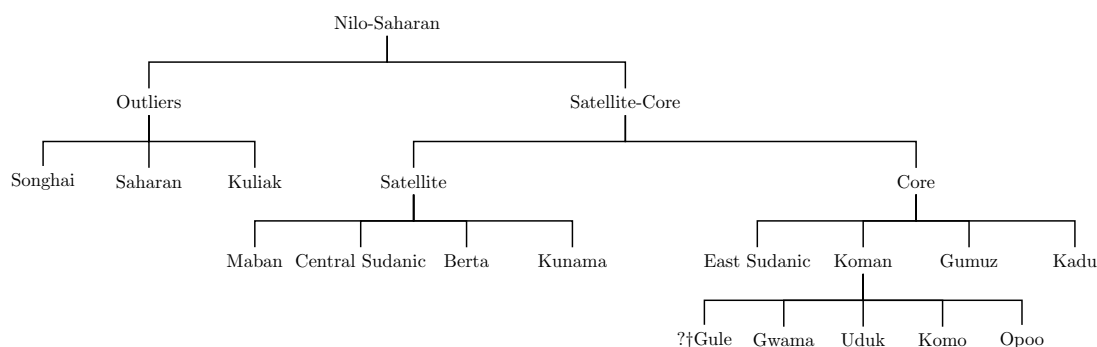 Nilo-Saharan
Outliers Satellite-Core
Songhai Saharan Kuliak Satellite Core
Maban Central Sudanic Berta Kunama East Sudanic Koman Gumuz Kadu
?†Gule Gwama Uduk Komo Opoo